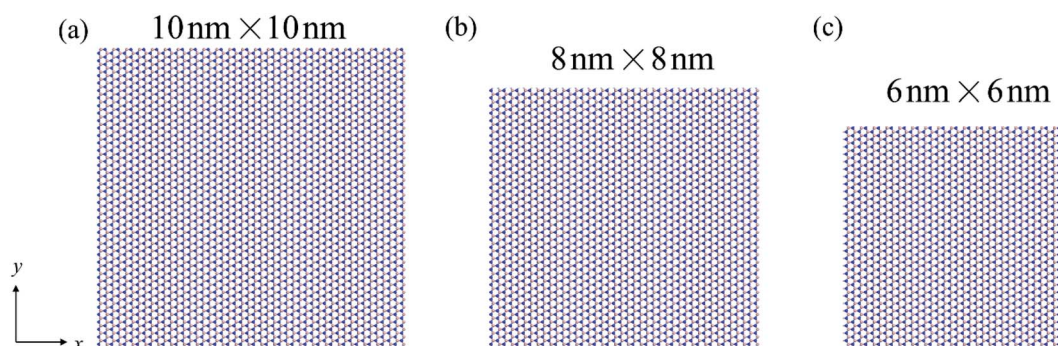 (a)
10 nm × 10 nm
(b)
8 nm × 8 nm
(c)
6 nm × 6 nm
y
x